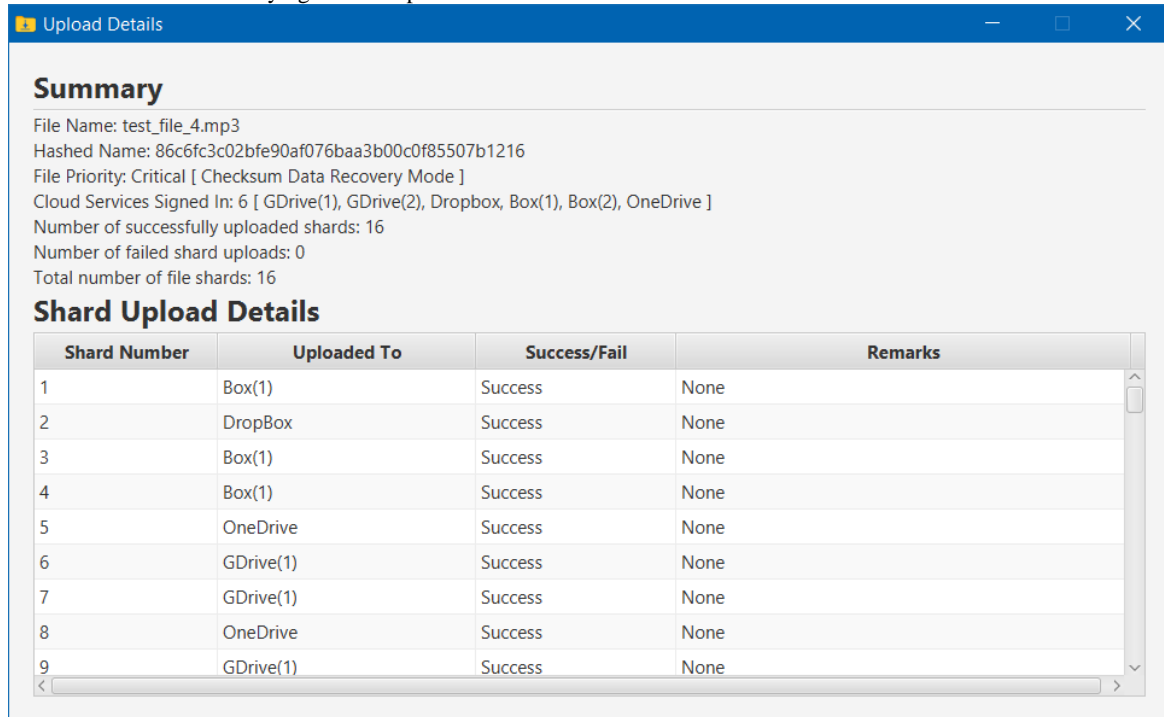 Upload Details
Summary
File Name: test_file_4.mp3
Hashed Name: 86c6fc3c02bfe90af076baa3b00c0f85507b1216
File Priority: Critical [ Checksum Data Recovery Mode ]
Cloud Services Signed In: 6 [ GDrive(1), GDrive(2), Dropbox, Box(1), Box(2), OneDrive ]
Number of successfully uploaded shards: 16
Number of failed shard uploads: 0
Total number of file shards: 16
Shard Upload Details
Shard Number Uploaded To Success/Fail Remarks
1 Box(1) Success None
2 DropBox Success None
3 Box(1) Success None
4 Box(1) Success None
5 OneDrive Success None
6 GDrive(1) Success None
7 GDrive(1) Success None
8 OneDrive Success None
9 GDrive(1) Success None